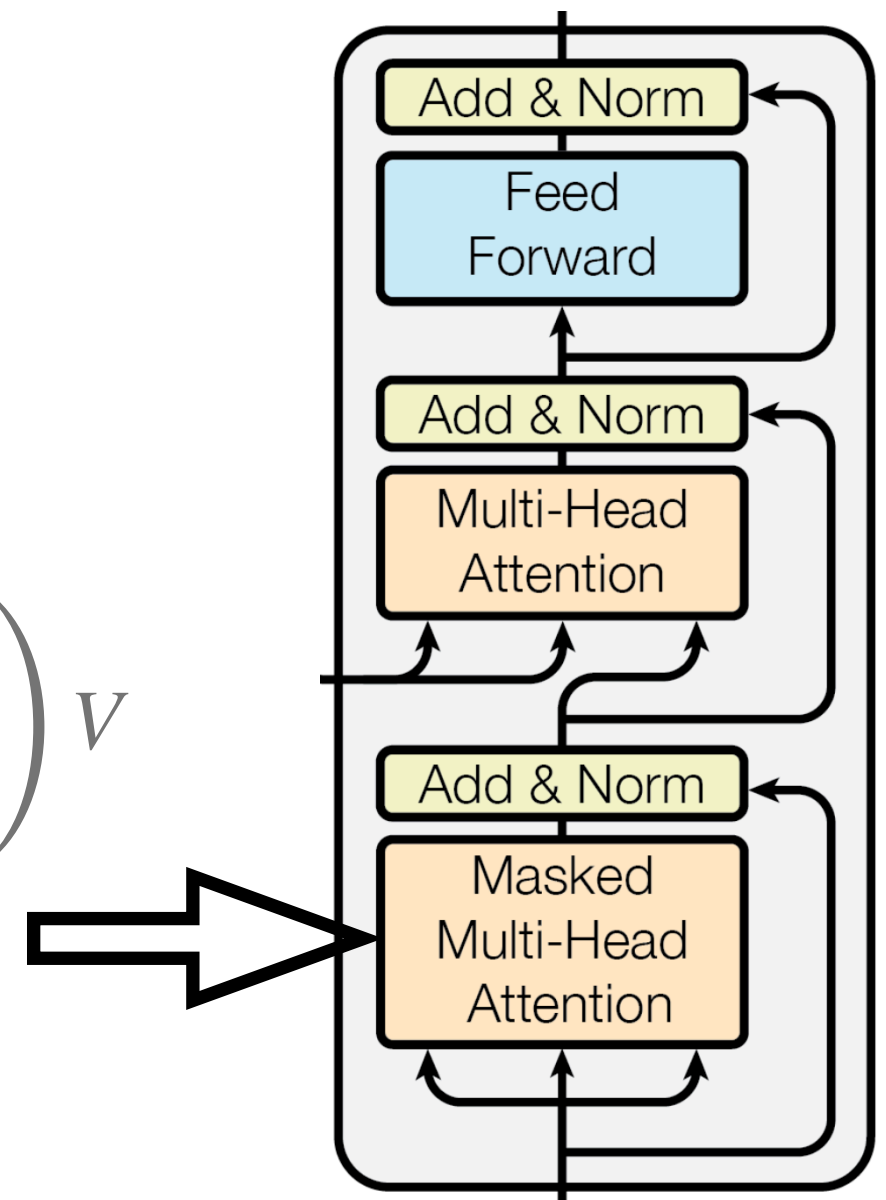 Add & Norm
Feed
Forward
Add & Norm
Multi-Head
Attention
) V
Add & Norm
Masked
Multi-Head
Attention